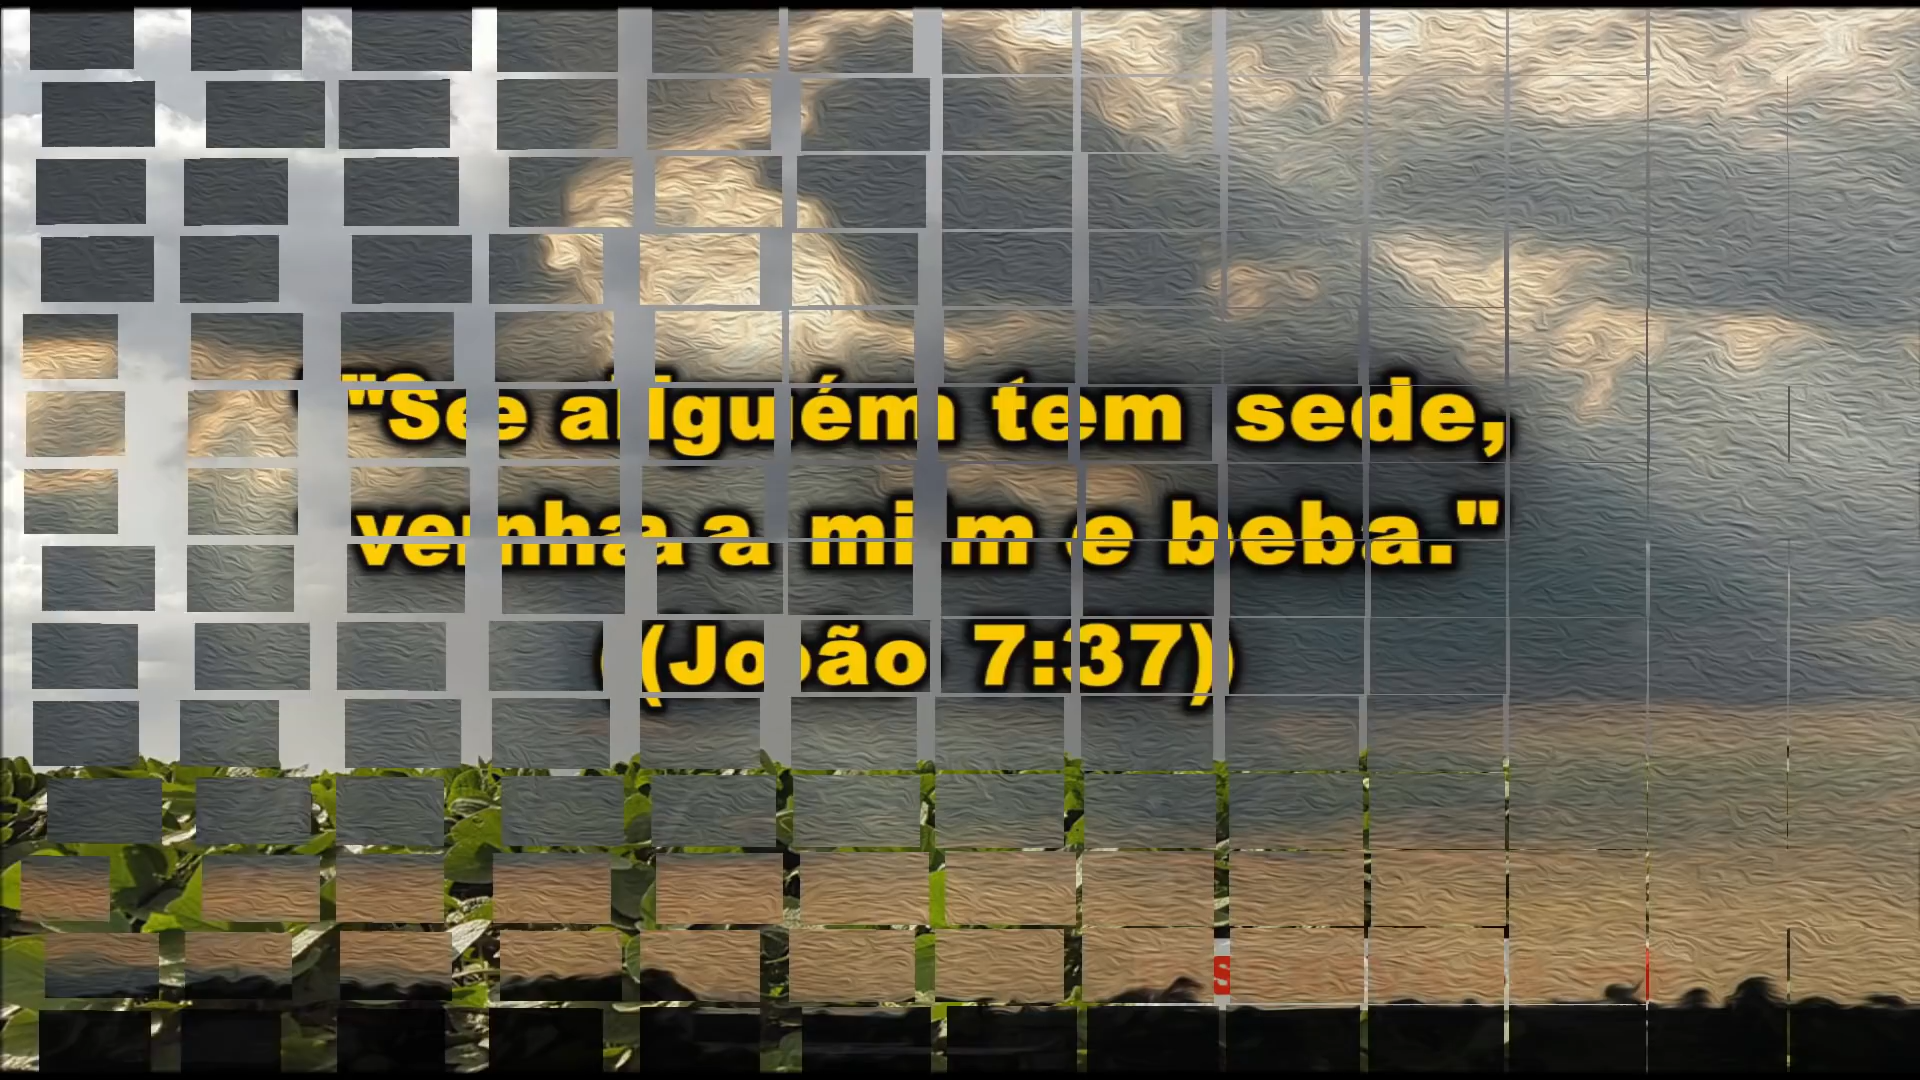 "Se alguém tem sede,
venha a mim e beba."
(João 7:37)